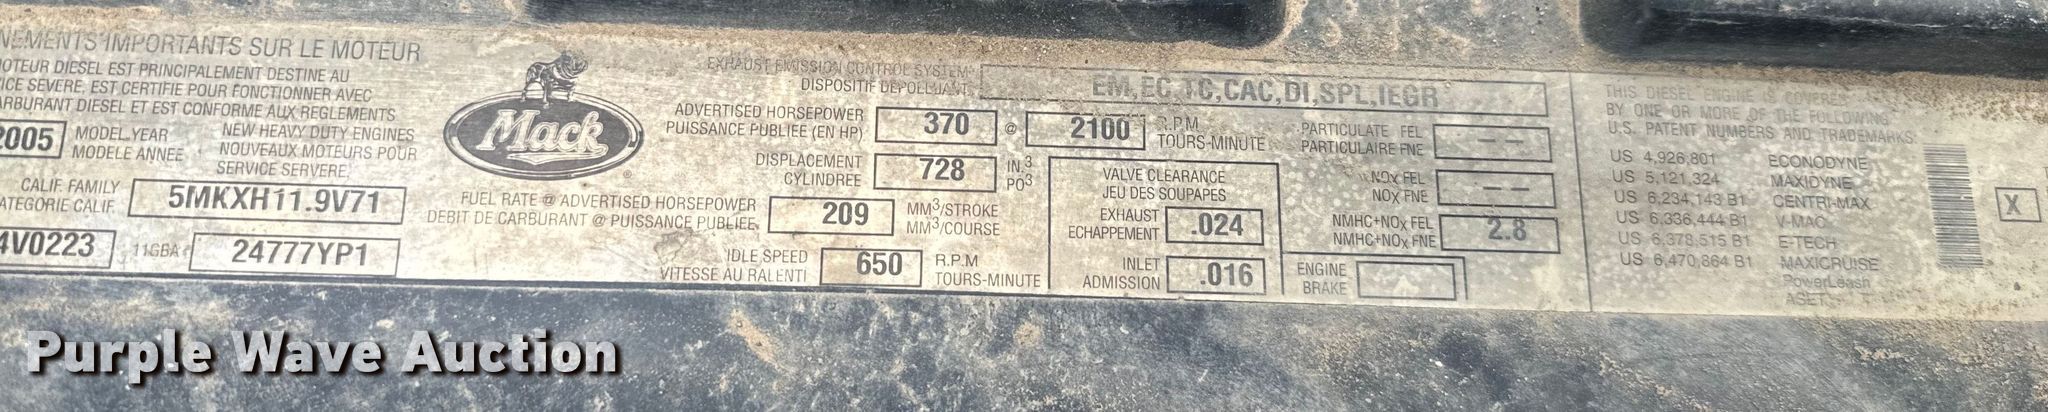 NEMENTS IMPORTANTS SUR LE MOTEUR
MOTEUR DIESEL EST PRINCIPALEMENT DESTINE AU
VICE SEVERE, EST CERTIFIE POUR FONCTIONNER AVEC
CARBURANT DIESEL ET EST CONFORME AUX REGLEMENTS
2005 MODEL YEAR
MODELE ANNEE
NEW HEAVY DUTY ENGINES
NOUVEAUX MOTEURS POUR
SERVICE SERVERE.
CALIF. FAMILY
CATEGORIE CALIF.
5MKXH11.9V71
4V0223 11GBA 24777YP1
Mack
®
EXHAUST EMISSION CONTROL SYSTEM
DISPOSITIF DEPOLLUANT
EM,EC,TC,CAC,DI,SPL,IEGR
ADVERTISED HORSEPOWER
PUISSANCE PUBLIEE (EN HP)
370 @ 2100 R.P.M
TOURS-MINUTE
DISPLACEMENT
CYLINDREE
728 IN.3
PO3
FUEL RATE @ ADVERTISED HORSEPOWER
DEBIT DE CARBURANT @ PUISSANCE PUBLIEE
209 MM3/STROKE
MM3/COURSE
IDLE SPEED
VITESSE AU RALENTI
650 R.P.M
TOURS-MINUTE
VALVE CLEARANCE
JEU DES SOUPAPES
EXHAUST
ECHAPPEMENT
.024
INLET
ADMISSION
.016
PARTICULATE FEL
PARTICULAIRE FNE
--
NOx FEL
NOx FNE
--
NMHC+NOx FEL
NMHC+NOx FNE
2.8
ENGINE
BRAKE
THIS DIESEL ENGINE IS COVERED
BY ONE OR MORE OF THE FOLLOWING
U.S. PATENT NUMBERS AND TRADEMARKS:
US 4,926,801 ECONODYNE
US 5,121,324 MAXIDYNE
US 6,234,143 B1 CENTRI-MAX
US 6,336,444 B1 V-MAC
US 6,378,515 B1 E-TECH
US 6,470,864 B1 MAXICRUISE
PowerLeash
ASET
X
Purple Wave Auction